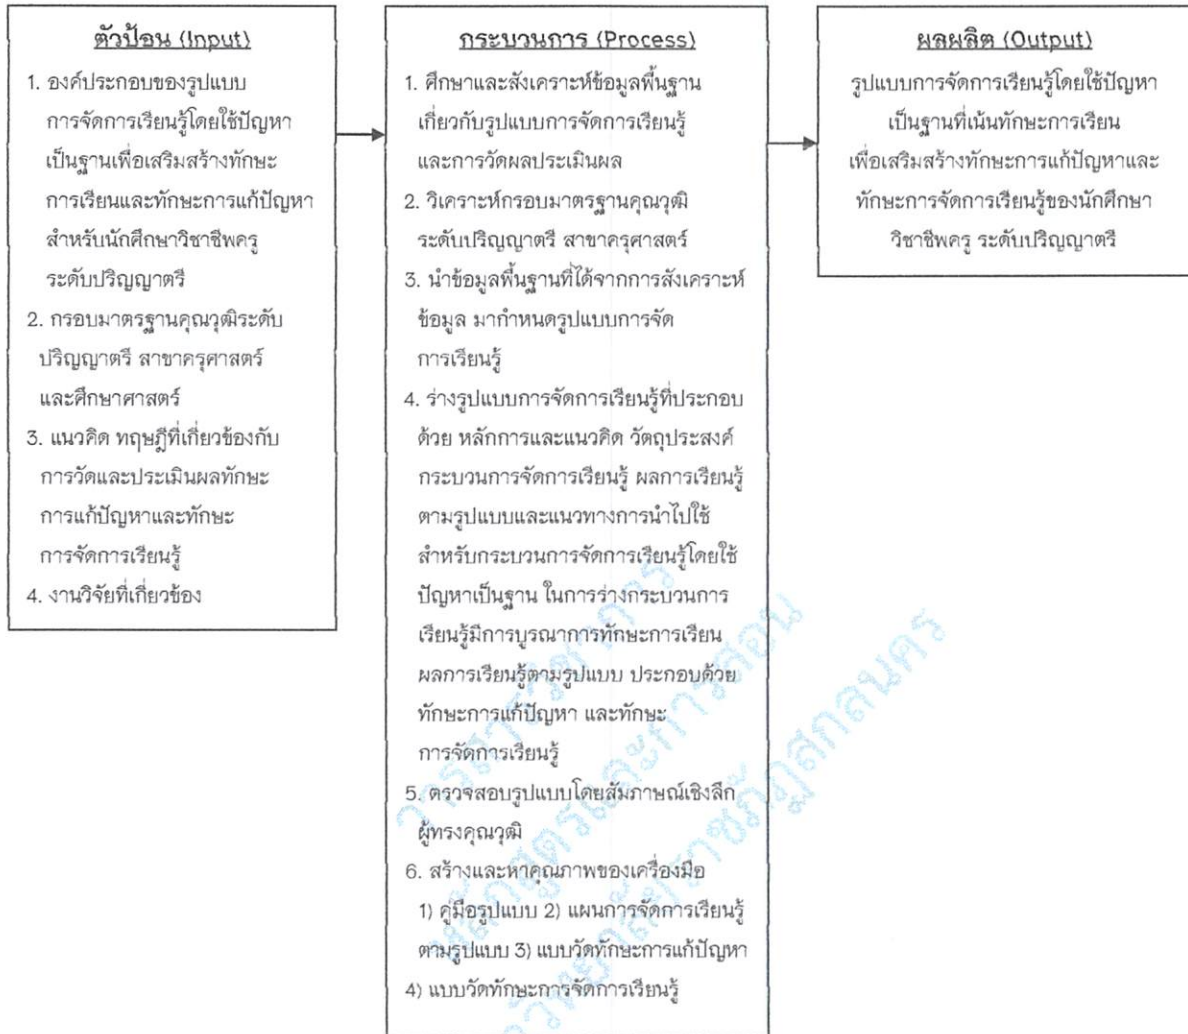 ตัวป้อน (Input)
1. องค์ประกอบของรูปแบบ
การจัดการเรียนรู้โดยใช้ปัญหา
เป็นฐานเพื่อเสริมสร้างทักษะ
การเรียนและทักษะการแก้ปัญหา
สำหรับนักศึกษาวิชาชีพครู
ระดับปริญญาตรี
2. กรอบมาตรฐานคุณวุฒิระดับ
ปริญญาตรี สาขาครุศาสตร์
และศึกษาศาสตร์
3. แนวคิด ทฤษฎีที่เกี่ยวข้องกับ
การวัดและประเมินผลทักษะ
การแก้ปัญหาและทักษะ
การจัดการเรียนรู้
4. งานวิจัยที่เกี่ยวข้อง
กระบวนการ (Process)
1. ศึกษาและสังเคราะห์ข้อมูลพื้นฐาน
เกี่ยวกับรูปแบบการจัดการเรียนรู้
และการวัดผลประเมินผล
2. วิเคราะห์กรอบมาตรฐานคุณวุฒิ
ระดับปริญญาตรี สาขาครุศาสตร์
3. นำข้อมูลพื้นฐานที่ได้จากการสังเคราะห์
ข้อมูล มากำหนดรูปแบบการจัด
การเรียนรู้
4. ร่างรูปแบบการจัดการเรียนรู้ที่ประกอบ
ด้วย หลักการและแนวคิด วัตถุประสงค์
กระบวนการจัดการเรียนรู้ ผลการเรียนรู้
ตามรูปแบบและแนวทางการนำไปใช้
สำหรับกระบวนการจัดการเรียนรู้โดยใช้
ปัญหาเป็นฐาน ในการร่างกระบวนการ
เรียนรู้มีการบูรณาการทักษะการเรียน
ผลการเรียนรู้ตามรูปแบบ ประกอบด้วย
ทักษะการแก้ปัญหา และทักษะ
การจัดการเรียนรู้
5. ตรวจสอบรูปแบบโดยสัมภาษณ์เชิงลึก
ผู้ทรงคุณวุฒิ
6. สร้างและหาคุณภาพของเครื่องมือ
1) คู่มือรูปแบบ 2) แผนการจัดการเรียนรู้
ตามรูปแบบ 3) แบบวัดทักษะการแก้ปัญหา
4) แบบวัดทักษะการจัดการเรียนรู้
ผลผลิต (Output)
รูปแบบการจัดการเรียนรู้โดยใช้ปัญหา
เป็นฐานที่เน้นทักษะการเรียน
เพื่อเสริมสร้างทักษะการแก้ปัญหาและ
ทักษะการจัดการเรียนรู้ของนักศึกษา
วิชาชีพครู ระดับปริญญาตรี
วารสารวิชาการ
หลักสูตรและการสอน
วิทยาลัยราชภัฏสกลนคร